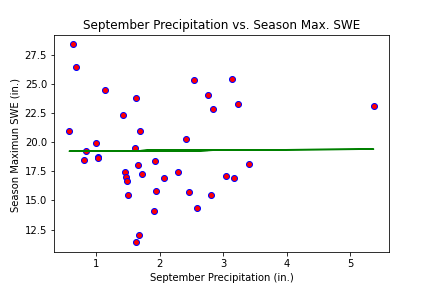 September Precipitation vs. Season Max. SWE
Season Maximun SWE (in.)
27.5
25.0
22.5
20.0
17.5
15.0
12.5
1 2 3 4 5
September Precipitation (in.)